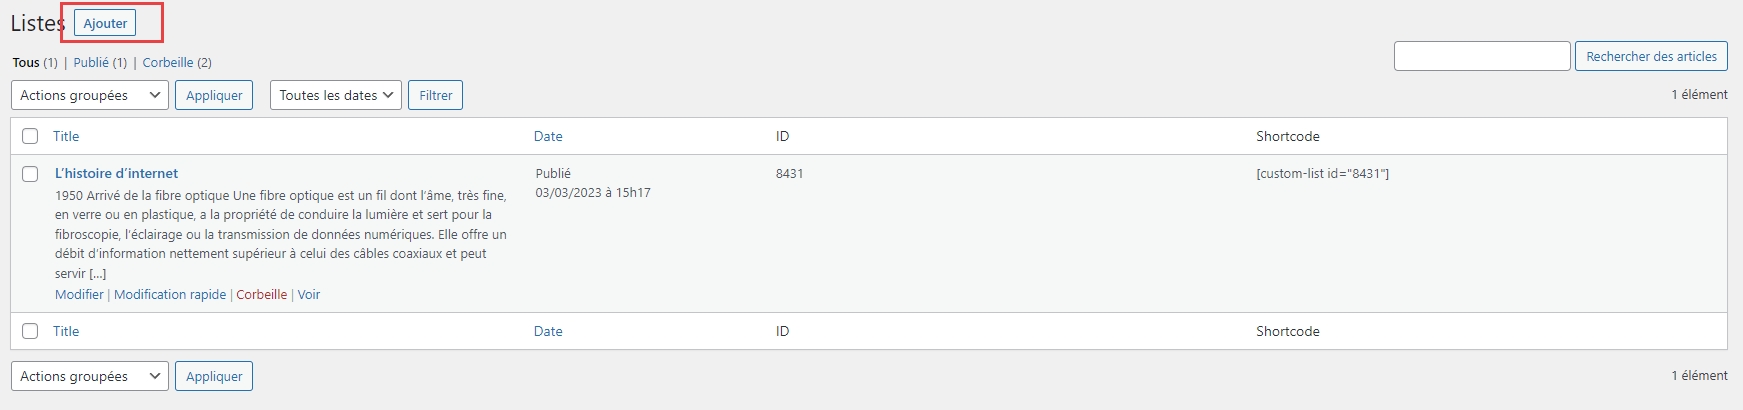 Listes Ajouter
Tous (1) | Publié (1) | Corbeille (2)
Rechercher des articles
Actions groupées Appliquer Toutes les dates Filtrer 1 élément
Title Date ID Shortcode
L'histoire d'internet Publié 8431 [custom-list id="8431"]
03/03/2023 à 15h17
1950 Arrivé de la fibre optique Une fibre optique est un fil dont l'âme, très fine,
en verre ou en plastique, a la propriété de conduire la lumière et sert pour la
fibroscopie, l'éclairage ou la transmission de données numériques. Elle offre un
débit d'information nettement supérieur à celui des câbles coaxiaux et peut
servir [...]
Modifier | Modification rapide | Corbeille | Voir
Title Date ID Shortcode
Actions groupées Appliquer 1 élément